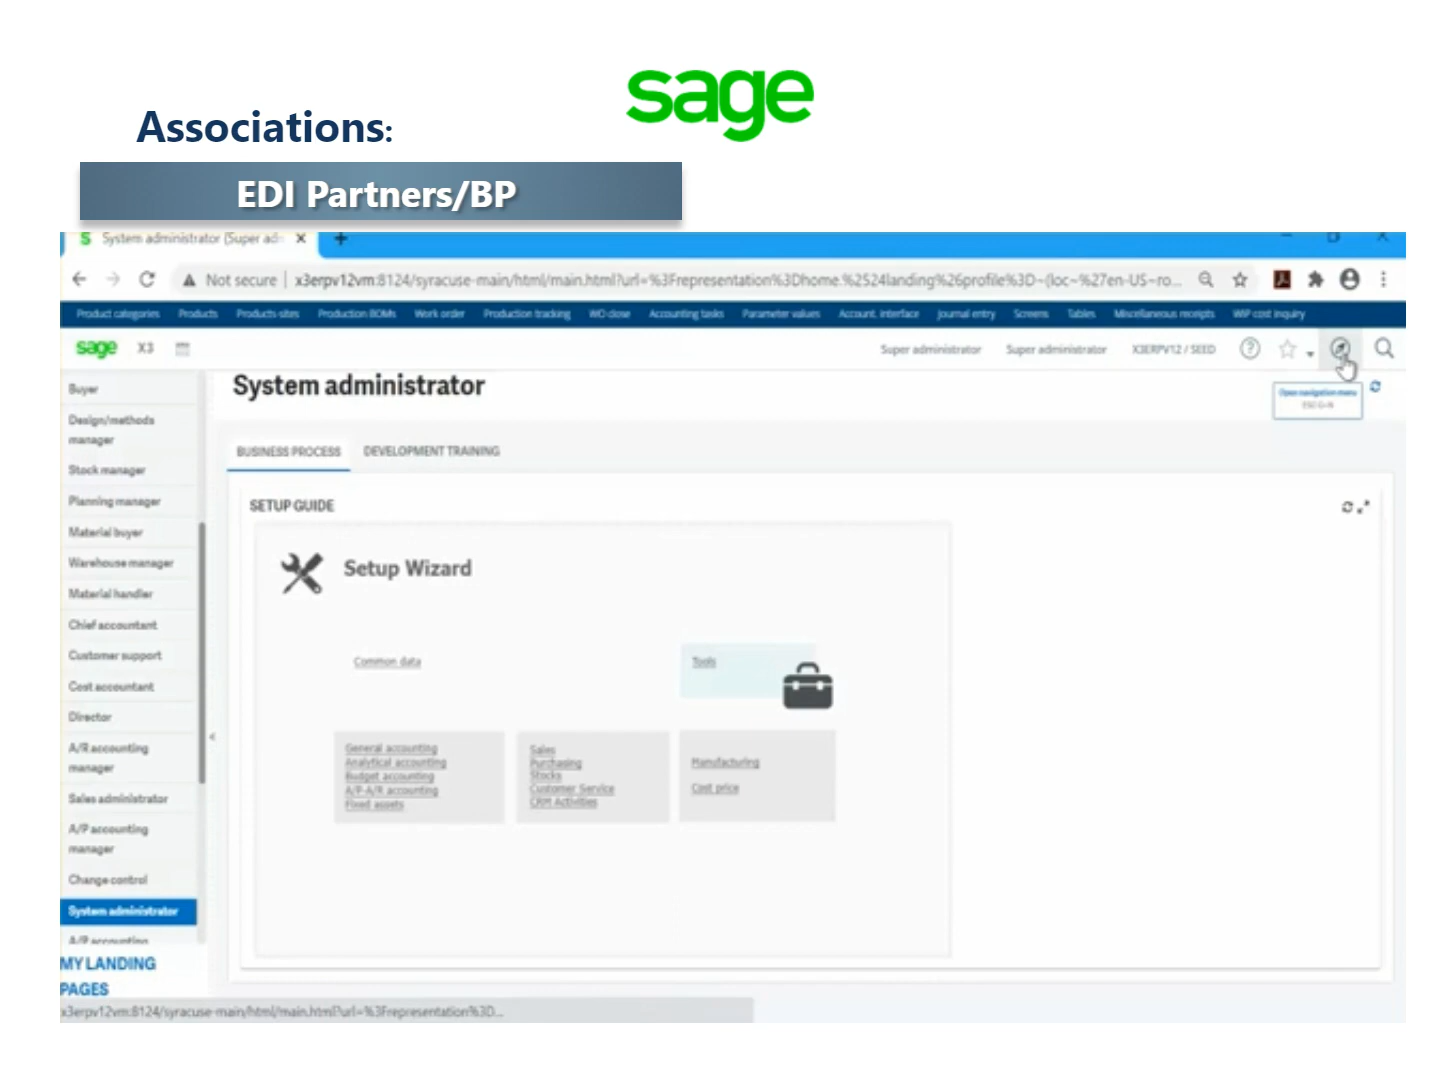 sage
Associations:
EDI Partners/BP
S System administrator (Super ad × +
Not secure | x3erpv12vm:8124/syracuse-main/html/main.html?url=%3Frepresentation%3Dhome.%2524landing%26profile%3D~(loc~%27en-US~ro...
Product categories Products Products-sites Production BOMs Work order Production tracking WO close Accounting tasks Parameter values Account. interface Journal entry Screens Tables Miscellaneous receipts WIP cost inquiry
sage X3 Super administrator Super administrator X3ERPV12 / SEED
Open navigation menu
Buyer
System administrator
Design/methods
manager
BUSINESS PROCESS DEVELOPMENT TRAINING
Stock manager
Planning manager
SETUP GUIDE
Material buyer
Warehouse manager
Setup Wizard
Material handler
Chief accountant
Customer support
Common data Tools
Cost accountant
Director
A/R accounting
manager
General accounting
Analytical accounting
Budget accounting
A/P-A/R accounting
Fixed assets
Sales
Purchasing
Stocks
Customer Service
CRM Activities
Manufacturing
Cost price
Sales administrator
A/P accounting
manager
Change control
System administrator
A/R accounting
MY LANDING
PAGES
x3erpv12vm:8124/syracuse-main/html/main.html?url=%3Frepresentation%3D...